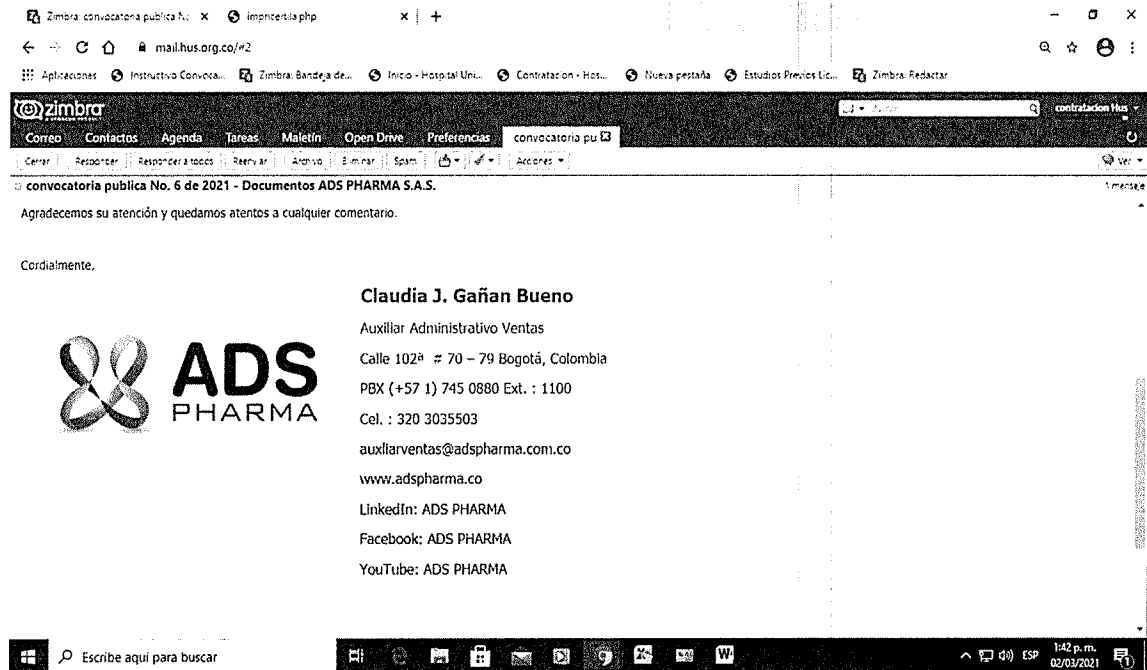 Zimbra: convocatoria publica No
impricertila.php
mail.hus.org.co/#2
Aplicaciones Instructivo Convoca... Zimbra: Bandeja de... Inicio - Hospital Uni... Contratacion - Hos... Nueva pestaña Estudios Previos Lic... Zimbra: Redactar
zimbra contratacion Hus
Correo Contactos Agenda Tareas Maletín Open Drive Preferencias convocatoria pu
Cerrar Responder Responder a todos Reenviar Archivo Eliminar Spam Acciones Ver
convocatoria publica No. 6 de 2021 - Documentos ADS PHARMA S.A.S. 1 mensaje
Agradecemos su atención y quedamos atentos a cualquier comentario.
Cordialmente,
ADS
PHARMA
Claudia J. Gañan Bueno
Auxiliar Administrativo Ventas
Calle 102ª # 70 – 79 Bogotá, Colombia
PBX (+57 1) 745 0880 Ext. : 1100
Cel. : 320 3035503
auxliarventas@adspharma.com.co
www.adspharma.co
LinkedIn: ADS PHARMA
Facebook: ADS PHARMA
YouTube: ADS PHARMA
Escribe aquí para buscar
ESP 1:42 p. m.
02/03/2021